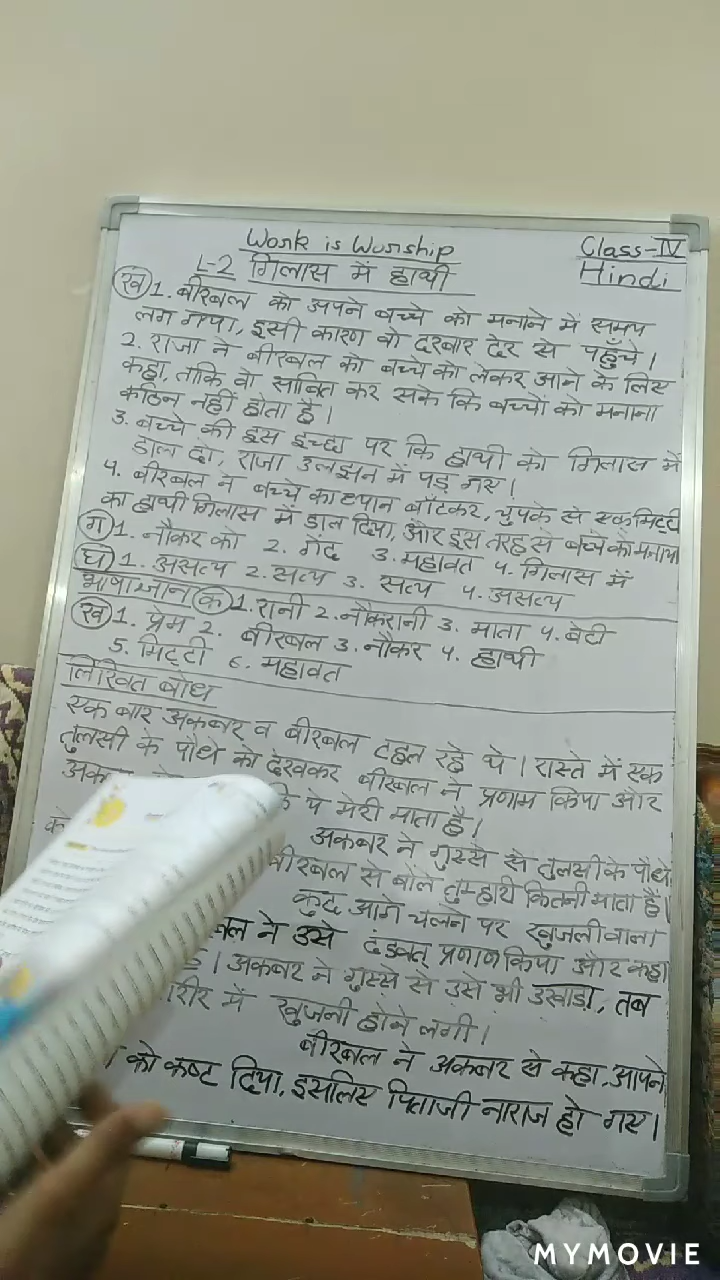 Work is Worship
Class-IV
L-2 गिलास में हाथी
Hindi
(ख) 1. बीरबल को अपने बच्चे को मनाने में समय
लग गया, इसी कारण वो दरबार देर से पहुँचे।
2. राजा ने बीरबल को बच्चे को लेकर आने के लिए
कहा, ताकि वो साबित कर सके कि बच्चों को मनाना
कठिन नहीं होता है।
3. बच्चे की इस इच्छा पर कि हाथी को गिलास में
डाल दो, राजा उलझन में पड़ गए।
4. बीरबल ने बच्चे का ध्यान बाँटकर, चुपके से एक मिट्टी
का हाथी गिलास में डाल दिया, और इस तरह से बच्चे को मनाया
(ग) 1. नौकर को 2. गेंद 3. महावत 4. गिलास में
(घ) 1. असत्य 2. सत्य 3. सत्य 4. असत्य
भाषाज्ञान (क) 1. रानी 2. नौकरानी 3. माता 4. बेटी
(ख) 1. प्रेम 2. बीरबल 3. नौकर 4. हाथी
5. मिट्टी 6. महावत
लिखित बोध
एक बार अकबर व बीरबल टहल रहे थे। रास्ते में एक
तुलसी के पौधे को देखकर बीरबल ने प्रणाम किया और
ये मेरी माता है।
अकबर ने गुस्से से तुलसी के पौधे
बीरबल से बोले तुम्हारी कितनी माता हैं।
कुछ आगे चलने पर खुजली वाला
ने उसे दंडवत् प्रणाम किया और कहा
। अकबर ने गुस्से से उसे भी उखाड़ा, तब
में खुजली होने लगी।
बीरबल ने अकबर से कहा, आपने
को कष्ट दिया, इसलिए पिताजी नाराज हो गए।
MYMOVIE